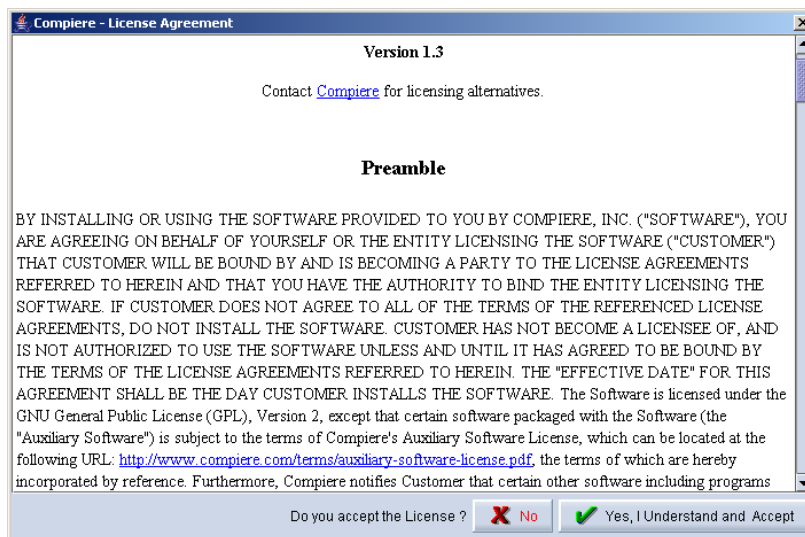 Compiere - License Agreement
Version 1.3
Contact Compiere for licensing alternatives.
Preamble
BY INSTALLING OR USING THE SOFTWARE PROVIDED TO YOU BY COMPIERE, INC. ("SOFTWARE"), YOU
ARE AGREEING ON BEHALF OF YOURSELF OR THE ENTITY LICENSING THE SOFTWARE ("CUSTOMER")
THAT CUSTOMER WILL BE BOUND BY AND IS BECOMING A PARTY TO THE LICENSE AGREEMENTS
REFERRED TO HEREIN AND THAT YOU HAVE THE AUTHORITY TO BIND THE ENTITY LICENSING THE
SOFTWARE. IF CUSTOMER DOES NOT AGREE TO ALL OF THE TERMS OF THE REFERENCED LICENSE
AGREEMENTS, DO NOT INSTALL THE SOFTWARE. CUSTOMER HAS NOT BECOME A LICENSEE OF, AND
IS NOT AUTHORIZED TO USE THE SOFTWARE UNLESS AND UNTIL IT HAS AGREED TO BE BOUND BY
THE TERMS OF THE LICENSE AGREEMENTS REFERRED TO HEREIN. THE "EFFECTIVE DATE" FOR THIS
AGREEMENT SHALL BE THE DAY CUSTOMER INSTALLS THE SOFTWARE. The Software is licensed under the
GNU General Public License (GPL), Version 2, except that certain software packaged with the Software (the
"Auxiliary Software") is subject to the terms of Compiere's Auxiliary Software License, which can be located at the
following URL: http://www.compiere.com/terms/auxiliary-software-license.pdf, the terms of which are hereby
incorporated by reference. Furthermore, Compiere notifies Customer that certain other software including programs
Do you accept the License ? No Yes, I Understand and Accept